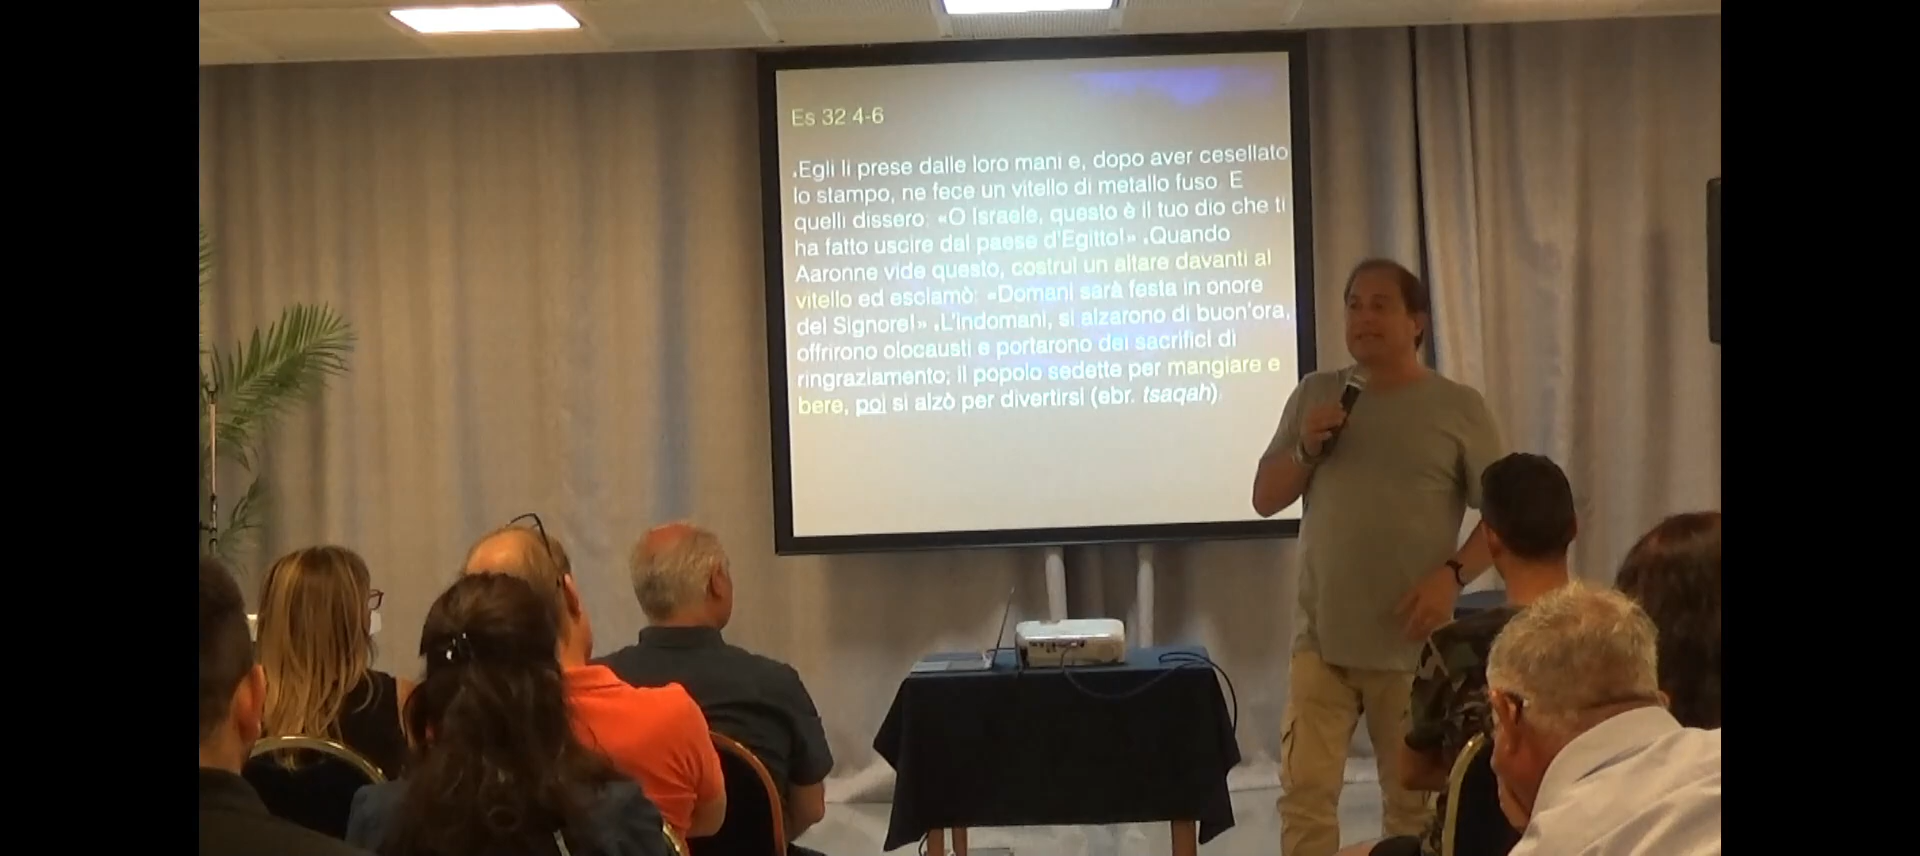 Es 32 4-6
.Egli li prese dalle loro mani e, dopo aver cesellato
lo stampo, ne fece un vitello di metallo fuso. E
quelli dissero: «O Israele, questo è il tuo dio che ti
ha fatto uscire dal paese d'Egitto!» .Quando
Aaronne vide questo, costruì un altare davanti al
vitello ed esclamò: «Domani sarà festa in onore
del Signore!» .L'indomani, si alzarono di buon'ora,
offrirono olocausti e portarono dei sacrifici di
ringraziamento; il popolo sedette per mangiare e
bere, poi si alzò per divertirsi (ebr. tsaqah).